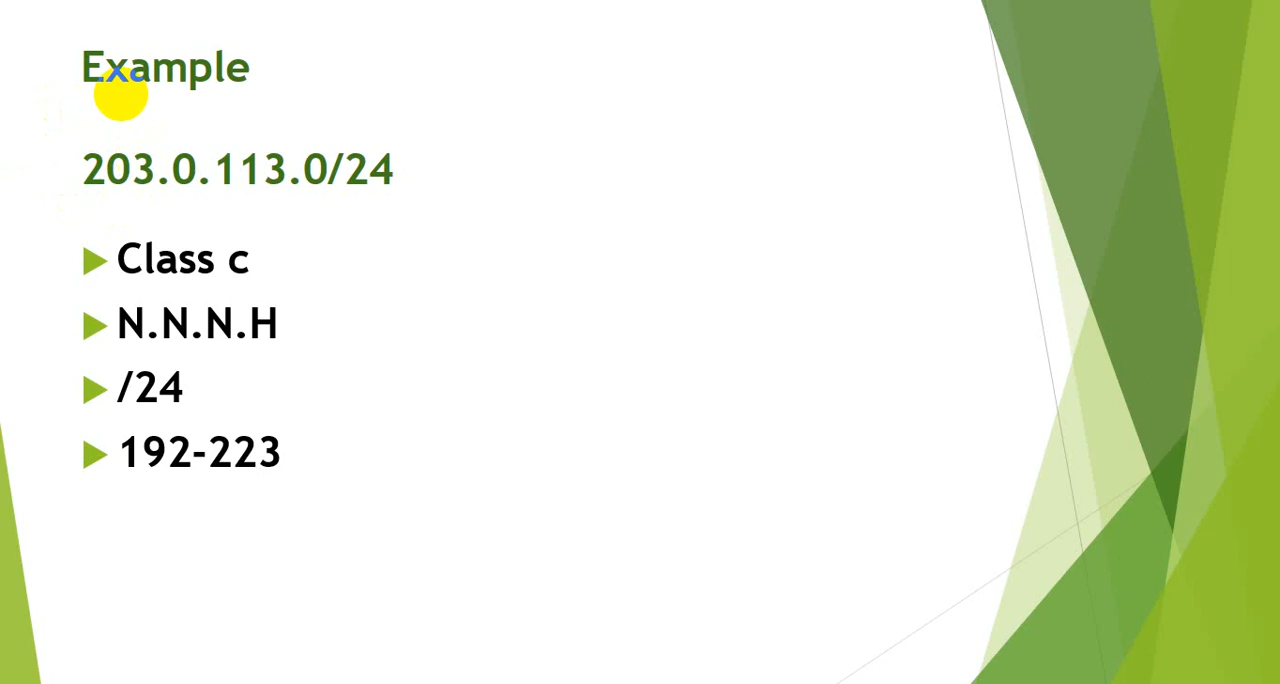 Example
203.0.113.0/24
Class c
N.N.N.H
/24
192-223